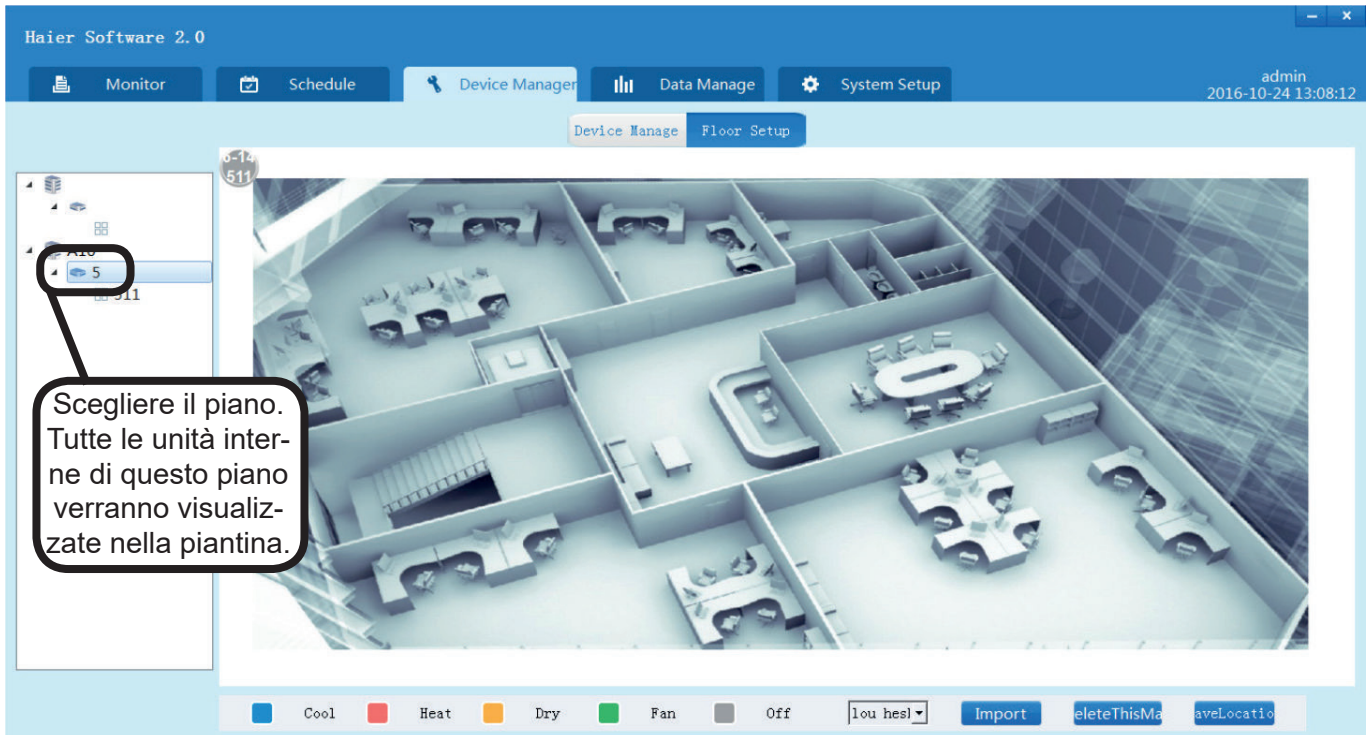 Haier Software 2.0
Monitor
Schedule
Device Manager
Data Manage
System Setup
admin
2016-10-24 13:08:12
Device Manage
Floor Setup
511
5
511
Scegliere il piano.
Tutte le unità inter-
ne di questo piano
verranno visualiz-
zate nella piantina.
Cool
Heat
Dry
Fan
Off
Import
eleteThisMa
aveLocatio